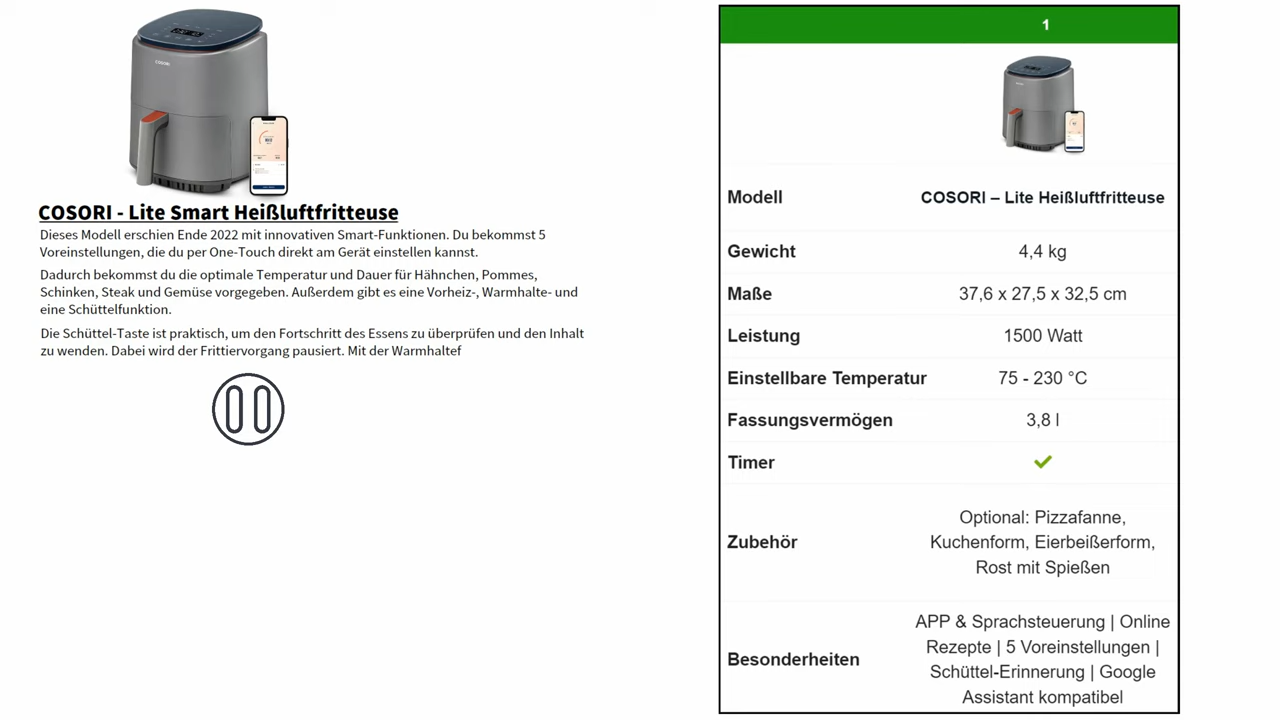 COSORI
COSORI - Lite Smart Heißluftfritteuse
Dieses Modell erschien Ende 2022 mit innovativen Smart-Funktionen. Du bekommst 5
Voreinstellungen, die du per One-Touch direkt am Gerät einstellen kannst.
Dadurch bekommst du die optimale Temperatur und Dauer für Hähnchen, Pommes,
Schinken, Steak und Gemüse vorgegeben. Außerdem gibt es eine Vorheiz-, Warmhalte- und
eine Schüttelfunktion.
Die Schüttel-Taste ist praktisch, um den Fortschritt des Essens zu überprüfen und den Inhalt
zu wenden. Dabei wird der Frittiervorgang pausiert. Mit der Warmhaltef
1
Modell COSORI – Lite Heißluftfritteuse
Gewicht 4,4 kg
Maße 37,6 x 27,5 x 32,5 cm
Leistung 1500 Watt
Einstellbare Temperatur 75 - 230 °C
Fassungsvermögen 3,8 l
Timer
Optional: Pizzafanne,
Zubehör Kuchenform, Eierbeißerform,
Rost mit Spießen
APP & Sprachsteuerung | Online
Rezepte | 5 Voreinstellungen |
Besonderheiten
Schüttel-Erinnerung | Google
Assistant kompatibel